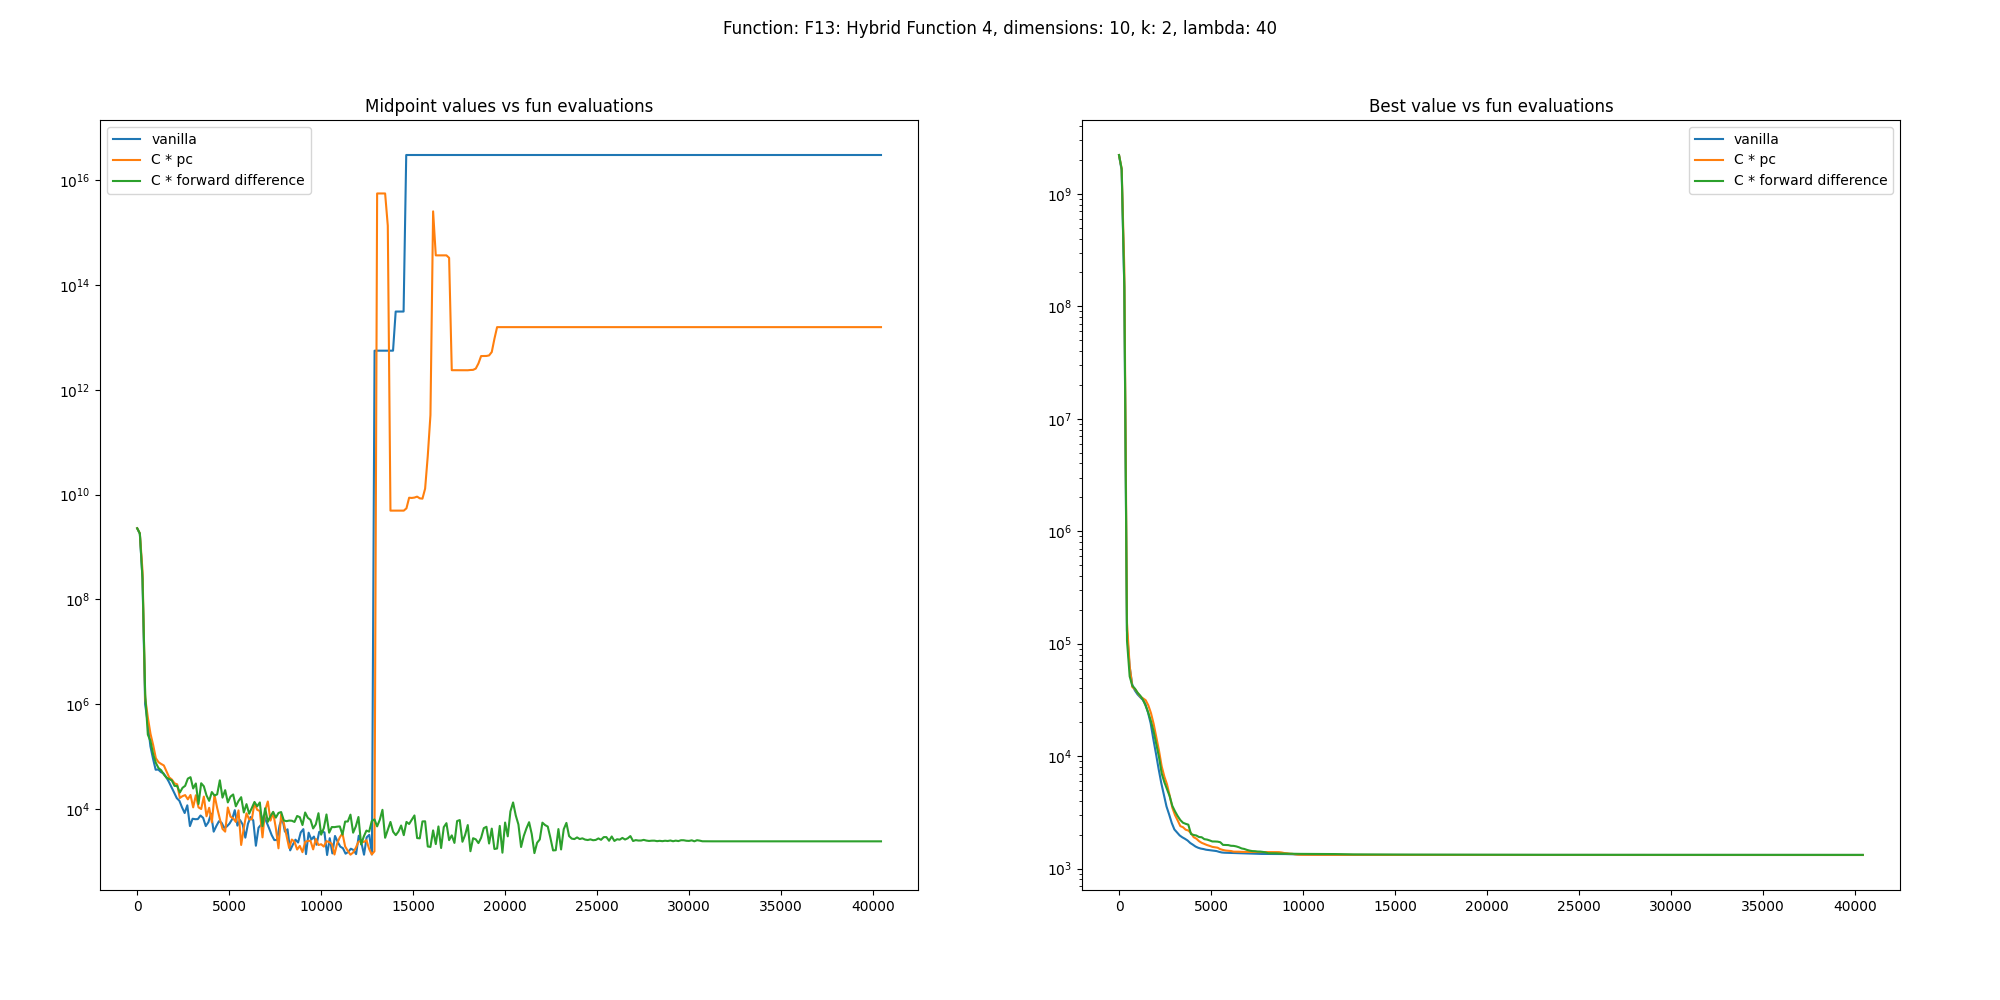 Function: F13: Hybrid Function 4, dimensions: 10, k: 2, lambda: 40
Midpoint values vs fun evaluations
vanilla
C * pc
C * forward difference
10^16
10^14
10^12
10^10
10^8
10^6
10^4
0 5000 10000 15000 20000 25000 30000 35000 40000
Best value vs fun evaluations
vanilla
C * pc
C * forward difference
10^9
10^8
10^7
10^6
10^5
10^4
10^3
0 5000 10000 15000 20000 25000 30000 35000 40000